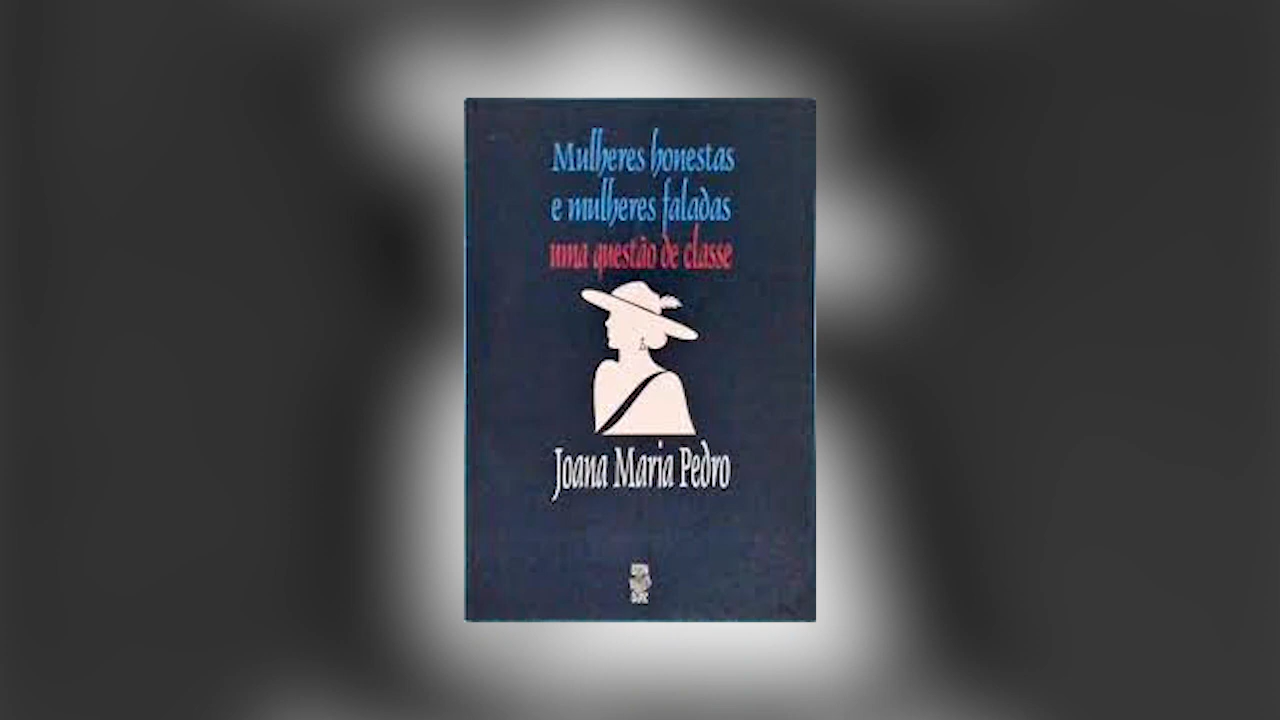 Mulheres honestas
e mulheres faladas
uma questão de classe
Joana Maria Pedro